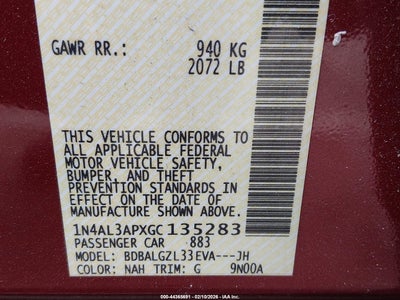 GAWR RR.: 940 KG
2072 LB
THIS VEHICLE CONFORMS TO
ALL APPLICABLE FEDERAL
MOTOR VEHICLE SAFETY,
BUMPER, AND THEFT
PREVENTION STANDARDS IN
EFFECT ON THE DATE OF
MANUFACTURE SHOWN ABOVE.
1N4AL3APXGC135283
PASSENGER CAR 883
MODEL: BDBALGZL33EVA---JH
COLOR: NAH TRIM: G 9N00A
000-44365691 - 02/10/2026 - IAA Holdings, LLC